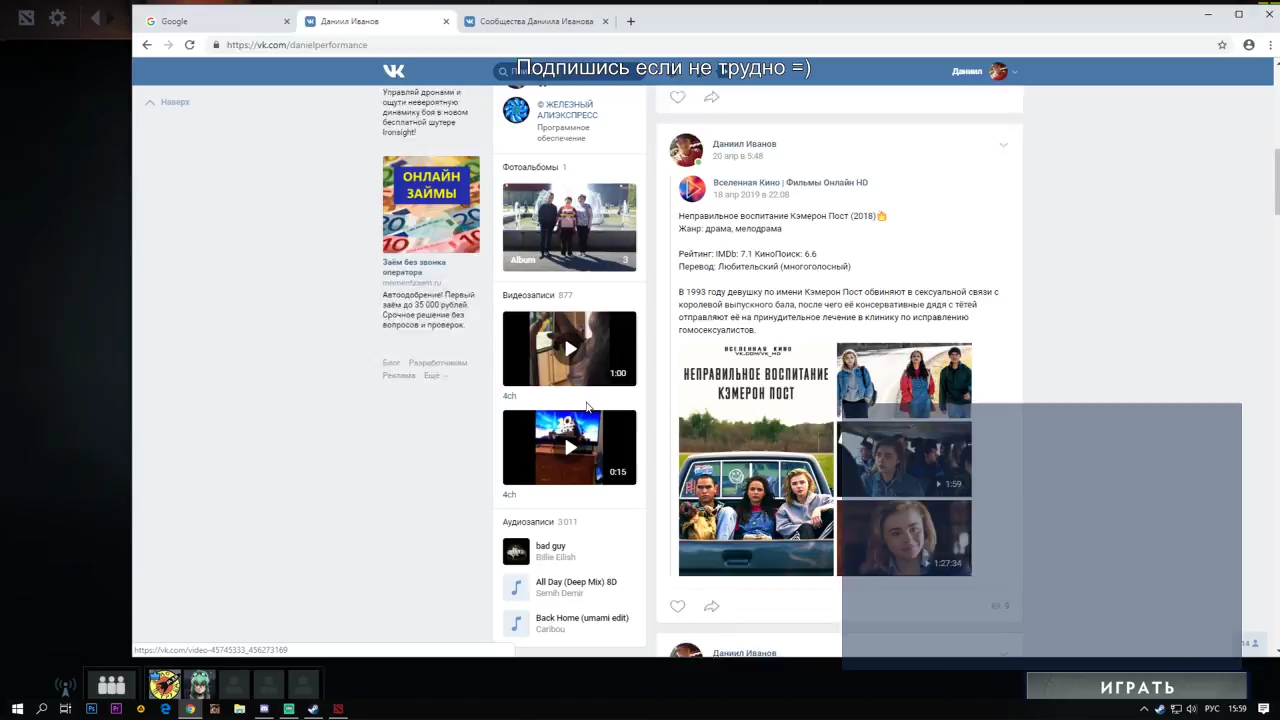 Google
Даниил Иванов
Сообщества Даниила Иванова
https://vk.com/danielperformance
Подпишись если не трудно =)
Даниил
Наверх
Управляй дронами и
ощути невероятную
динамику боя в новом
бесплатной шутере
Ironsight!
ОНЛАЙН
ЗАЙМЫ
Заём без звонка
оператора
Автоодобрение! Первый
заём до 35 000 рублей.
Срочное решение без
вопросов и проверок.
Блог Разработчикам
Реклама Ещё
© ЖЕЛЕЗНЫЙ
АЛИЭКСПРЕСС
Программное
обеспечение
Фотоальбомы 1
Album 3
Видеозаписи 877
1:00
4ch
0:15
4ch
Аудиозаписи 3 011
bad guy
Billie Eilish
All Day (Deep Mix) 8D
Semih Demir
Back Home (umami edit)
Caribou
Даниил Иванов
20 апр в 5:48
Вселенная Кино | Фильмы Онлайн HD
18 апр 2019 в 22:08
Неправильное воспитание Кэмерон Пост (2018)
Жанр: драма, мелодрама
Рейтинг: IMDb: 7.1 КиноПоиск: 6.6
Перевод: Любительский (многоголосный)
В 1993 году девушку по имени Кэмерон Пост обвиняют в сексуальной связи с
королевой выпускного бала, после чего её консервативные дядя с тётей
отправляют её на принудительное лечение в клинику по исправлению
гомосексуалистов.
ВСЕЛЕННАЯ КИНО
VK.COM/VK_HD
НЕПРАВИЛЬНОЕ ВОСПИТАНИЕ
КЭМЕРОН ПОСТ
1:59
1:27:34
9
Даниил Иванов
14
https://vk.com/video-45745333_456273169
ИГРАТЬ
РУС 15:59